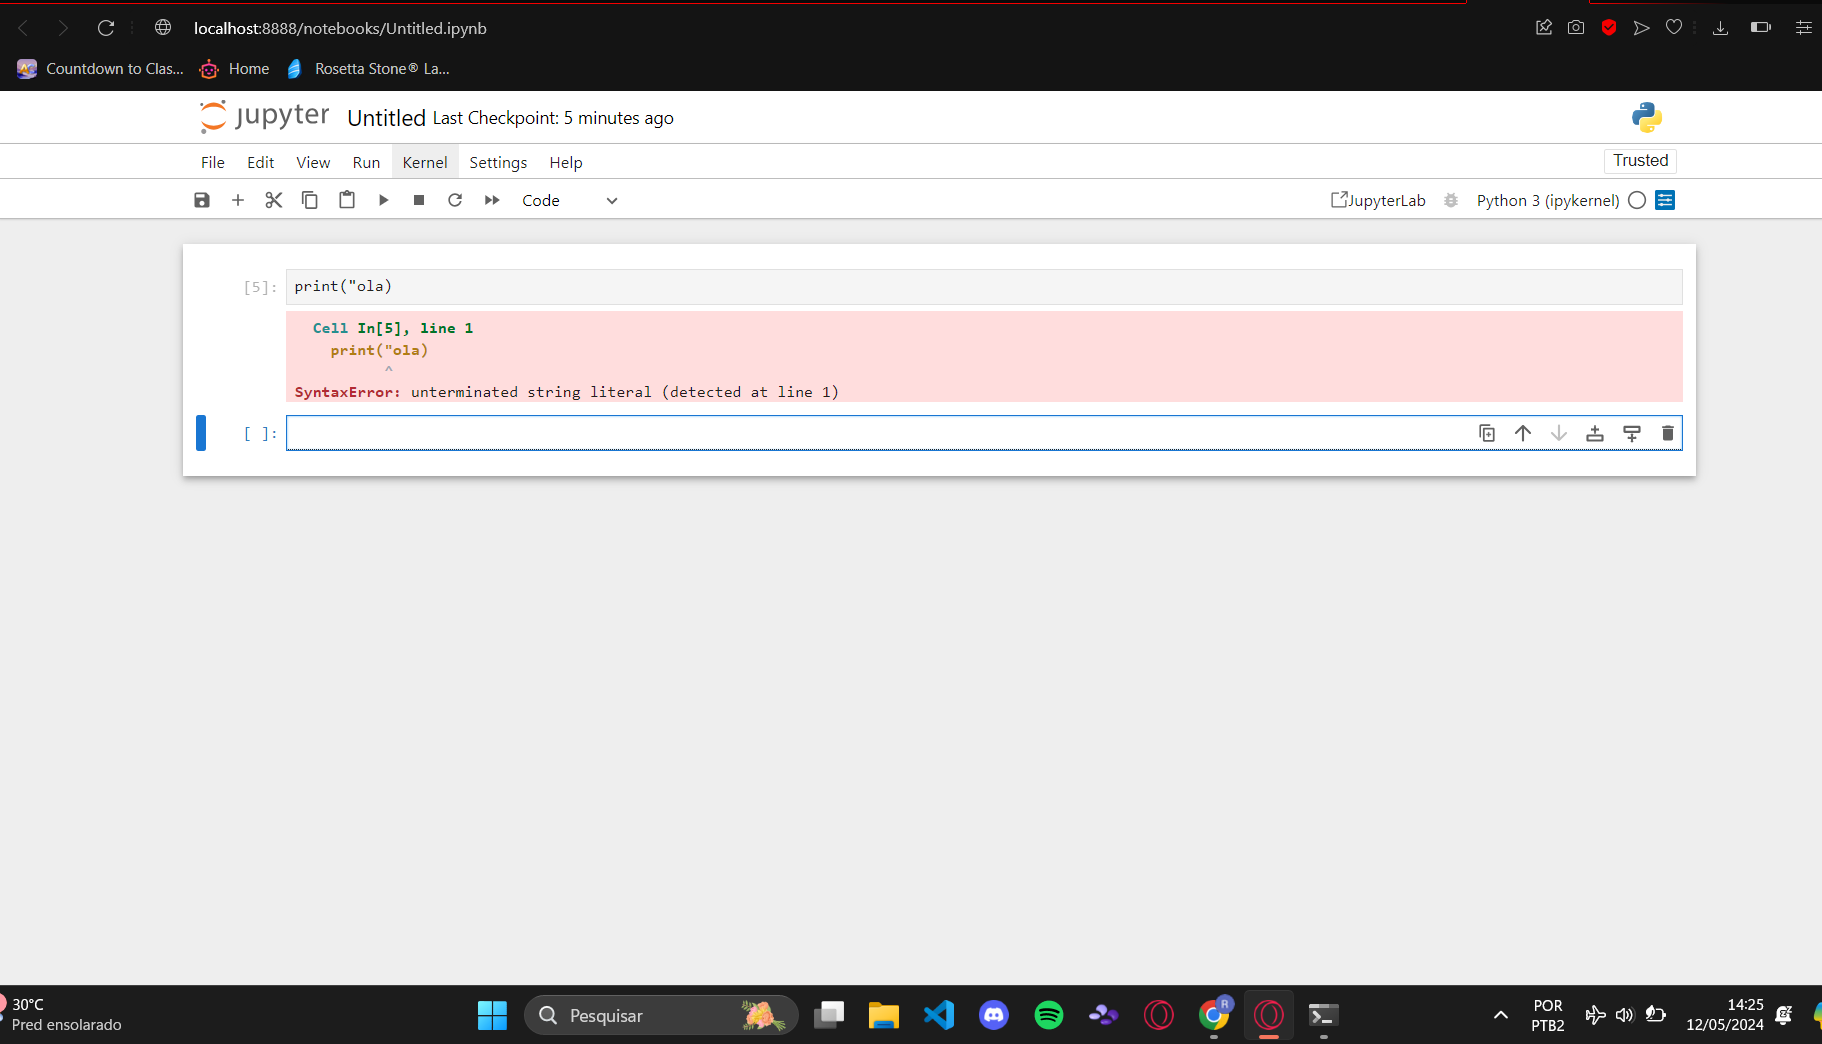 localhost:8888/notebooks/Untitled.ipynb
Countdown to Clas... Home Rosetta Stone® La...
jupyter Untitled Last Checkpoint: 5 minutes ago
File Edit View Run Kernel Settings Help Trusted
Code JupyterLab Python 3 (ipykernel)
[5]: print("ola)
Cell In[5], line 1
print("ola)
^
SyntaxError: unterminated string literal (detected at line 1)
[ ]:
30°C
Pred ensolarado
Pesquisar
R
POR
PTB2
14:25
12/05/2024